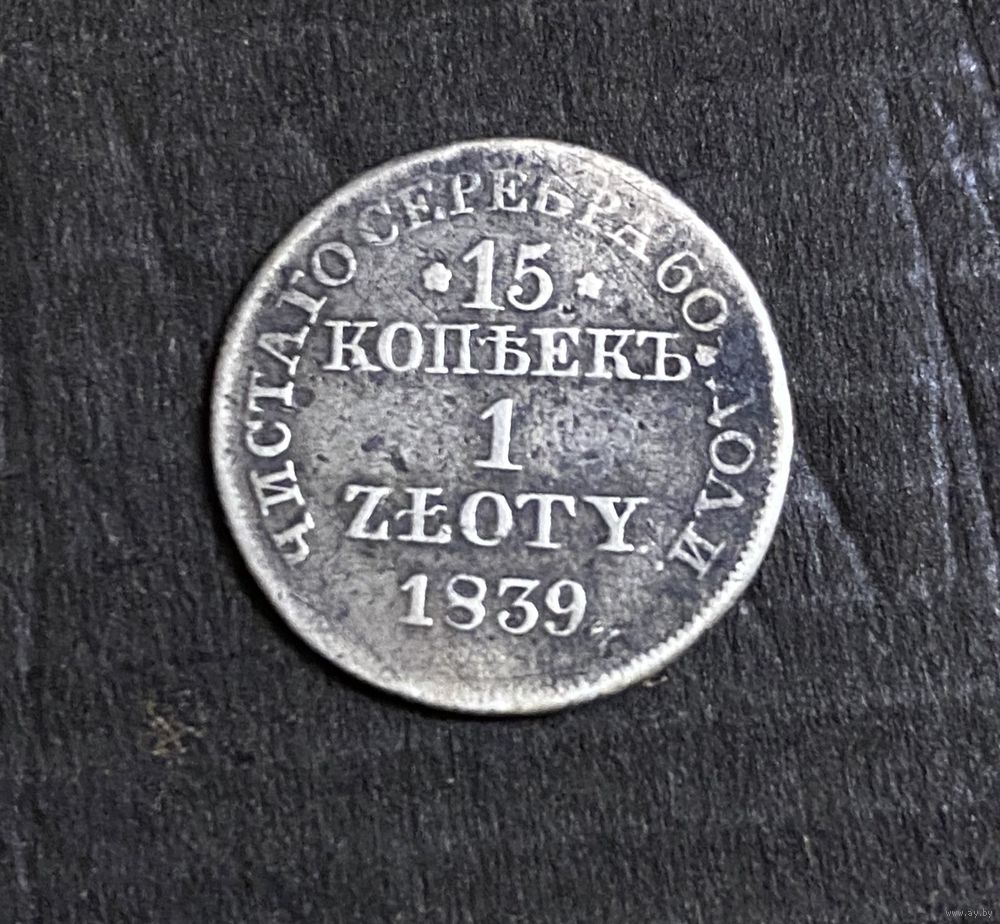 ЧИСТАГО СЕРЕБРА 60. ДОЛИ
15
КОПѢЕКЪ
1
ZŁOTY.
1839
www.ay.by